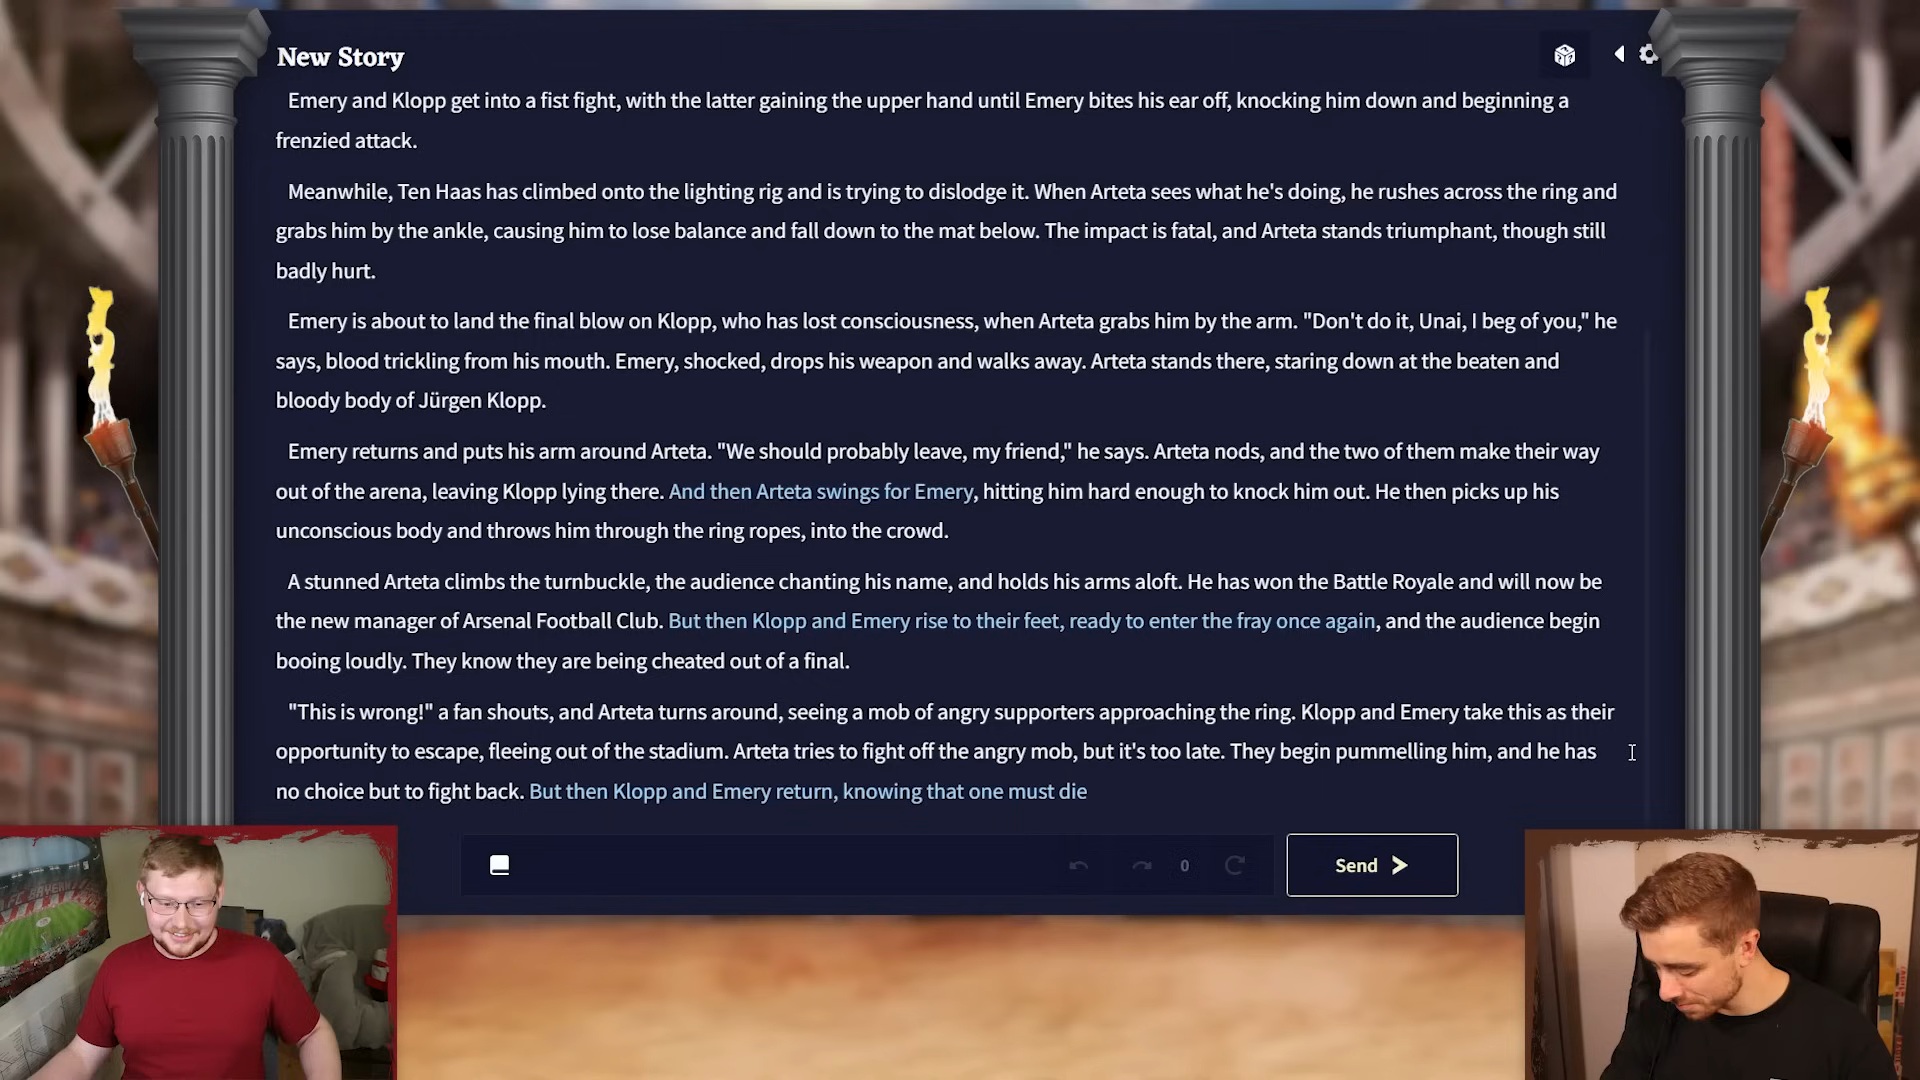 New Story
Emery and Klopp get into a fist fight, with the latter gaining the upper hand until Emery bites his ear off, knocking him down and beginning a
frenzied attack.
Meanwhile, Ten Haas has climbed onto the lighting rig and is trying to dislodge it. When Arteta sees what he's doing, he rushes across the ring and
grabs him by the ankle, causing him to lose balance and fall down to the mat below. The impact is fatal, and Arteta stands triumphant, though still
badly hurt.
Emery is about to land the final blow on Klopp, who has lost consciousness, when Arteta grabs him by the arm. "Don't do it, Unai, I beg of you," he
says, blood trickling from his mouth. Emery, shocked, drops his weapon and walks away. Arteta stands there, staring down at the beaten and
bloody body of Jürgen Klopp.
Emery returns and puts his arm around Arteta. "We should probably leave, my friend," he says. Arteta nods, and the two of them make their way
out of the arena, leaving Klopp lying there. And then Arteta swings for Emery, hitting him hard enough to knock him out. He then picks up his
unconscious body and throws him through the ring ropes, into the crowd.
A stunned Arteta climbs the turnbuckle, the audience chanting his name, and holds his arms aloft. He has won the Battle Royale and will now be
the new manager of Arsenal Football Club. But then Klopp and Emery rise to their feet, ready to enter the fray once again, and the audience begin
booing loudly. They know they are being cheated out of a final.
"This is wrong!" a fan shouts, and Arteta turns around, seeing a mob of angry supporters approaching the ring. Klopp and Emery take this as their
opportunity to escape, fleeing out of the stadium. Arteta tries to fight off the angry mob, but it's too late. They begin pummelling him, and he has
no choice but to fight back. But then Klopp and Emery return, knowing that one must die
0
Send